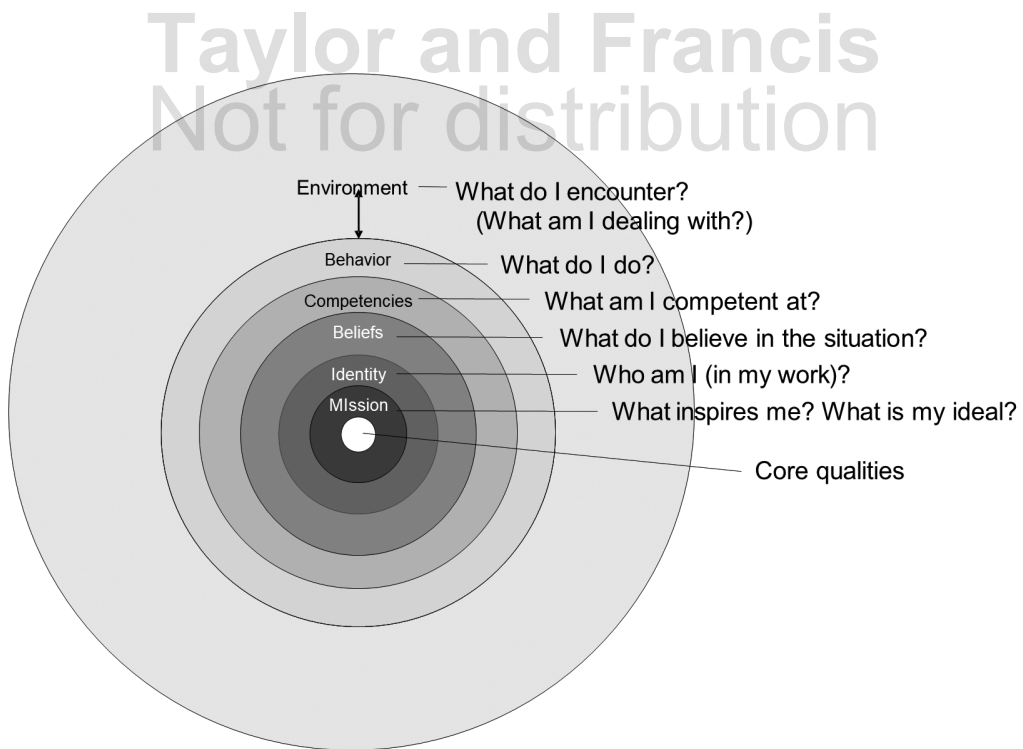 Taylor and Francis
Not for distribution
Environment
What do I encounter?
(What am I dealing with?)
Behavior
What do I do?
Competencies
What am I competent at?
Beliefs
What do I believe in the situation?
Identity
Who am I (in my work)?
MIssion
What inspires me? What is my ideal?
Core qualities